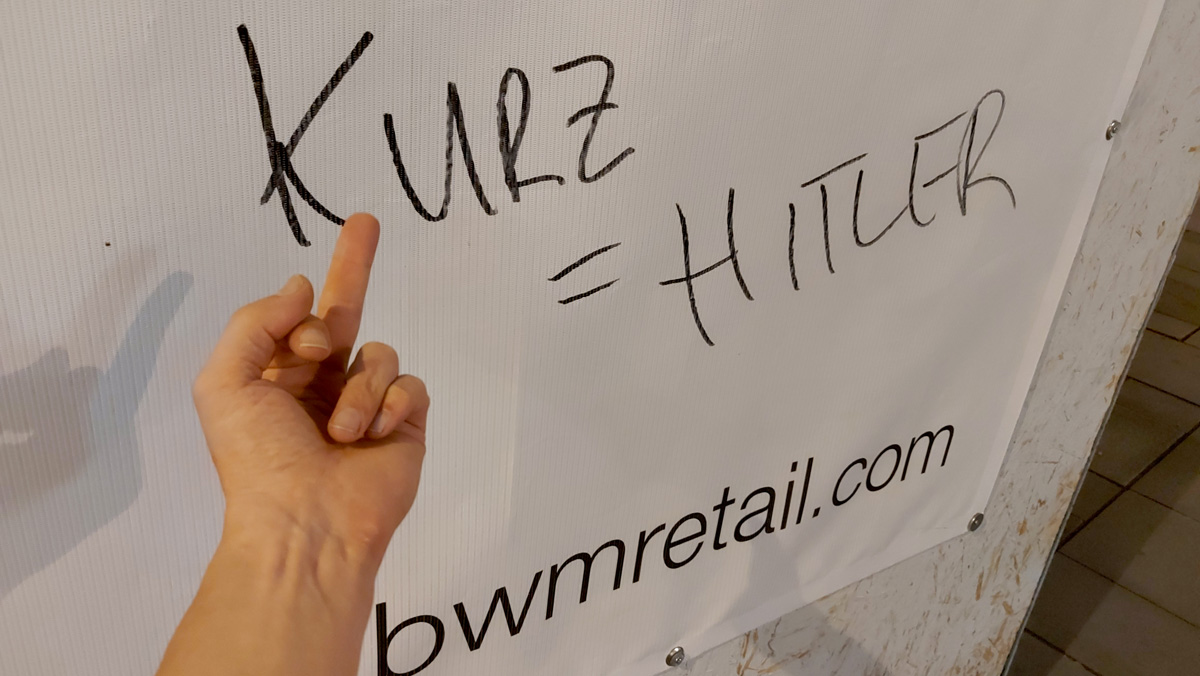 KURZ
= HITLER
bwmretail.com